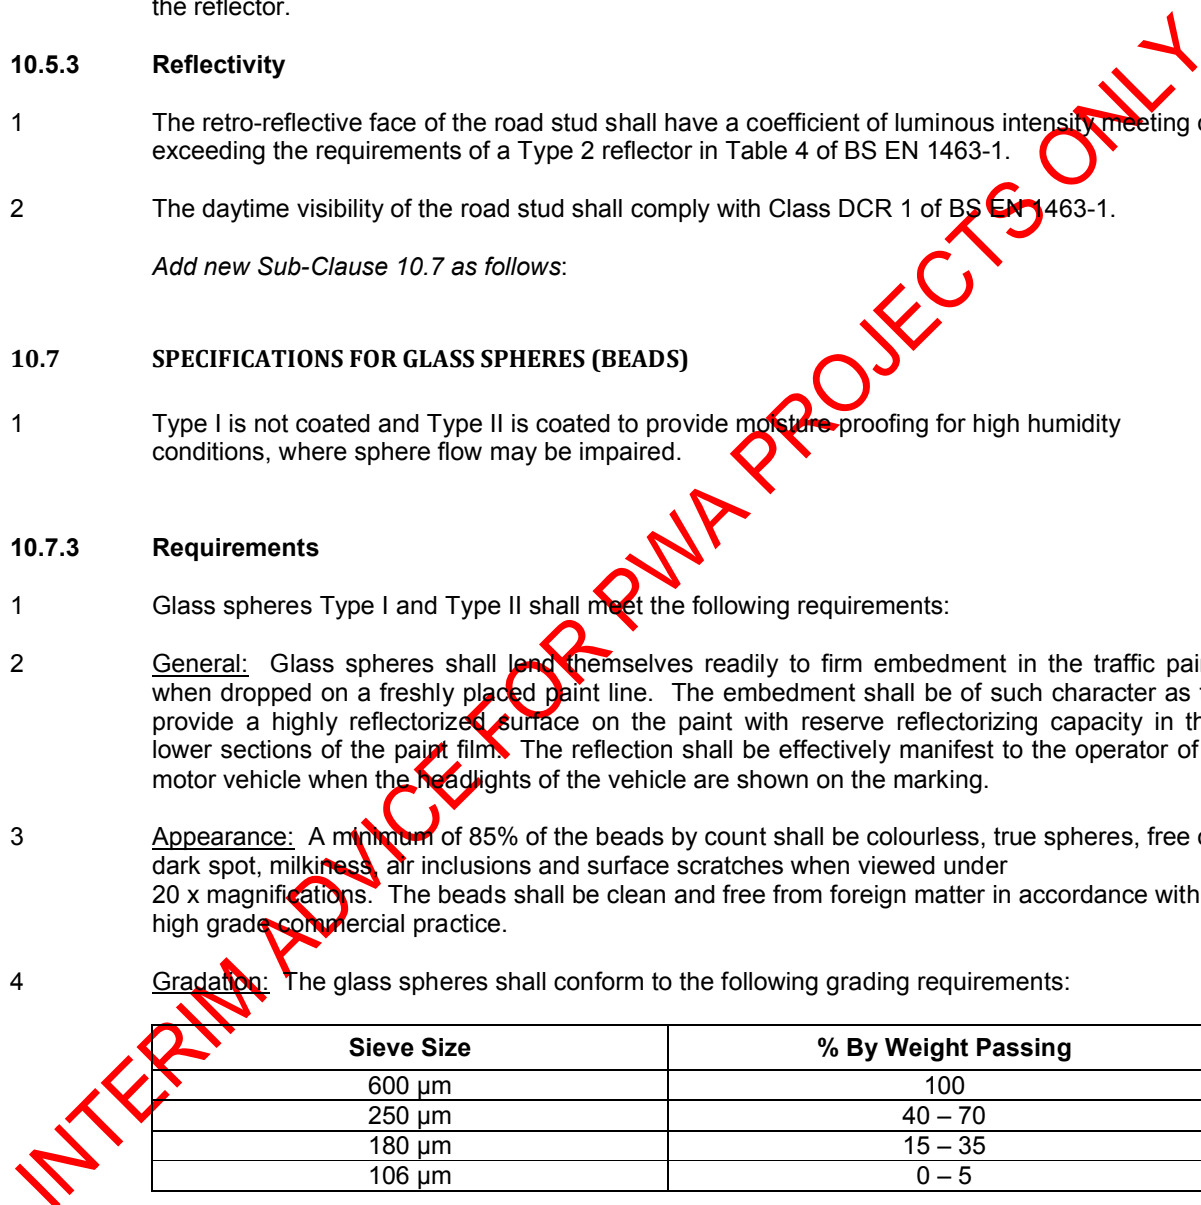 the reflector.
10.5.3 Reflectivity
1 The retro-reflective face of the road stud shall have a coefficient of luminous intensity meeting
exceeding the requirements of a Type 2 reflector in Table 4 of BS EN 1463-1.
2 The daytime visibility of the road stud shall comply with Class DCR 1 of BS EN 1463-1.
Add new Sub-Clause 10.7 as follows:
10.7 SPECIFICATIONS FOR GLASS SPHERES (BEADS)
1 Type I is not coated and Type II is coated to provide moisture proofing for high humidity
conditions, where sphere flow may be impaired.
10.7.3 Requirements
1 Glass spheres Type I and Type II shall meet the following requirements:
2 General: Glass spheres shall lend themselves readily to firm embedment in the traffic
when dropped on a freshly placed paint line. The embedment shall be of such character as
provide a highly reflectorized surface on the paint with reserve reflectorizing capacity in
lower sections of the paint film. The reflection shall be effectively manifest to the operator of
motor vehicle when the headlights of the vehicle are shown on the marking.
3 Appearance: A minimum of 85% of the beads by count shall be colourless, true spheres, free
dark spot, milkiness, air inclusions and surface scratches when viewed under
20 x magnifications. The beads shall be clean and free from foreign matter in accordance with
high grade commercial practice.
4 Gradation: The glass spheres shall conform to the following grading requirements:
Sieve Size % By Weight Passing
600 µm 100
250 µm 40 – 70
180 µm 15 – 35
106 µm 0 – 5
INTERIM ADVICE FOR PWA PROJECTS ONLY